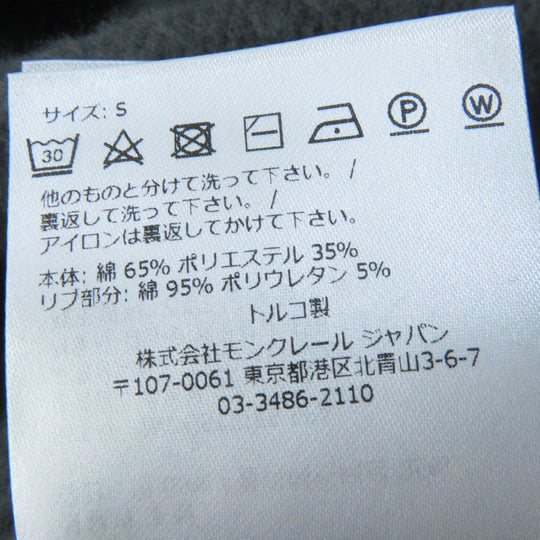 サイズ: S
30 P W
他のものと分けて洗って下さい。 /
裏返して洗って下さい。 /
アイロンは裏返してかけて下さい。
本体: 綿 65% ポリエステル 35%
リブ部分: 綿 95% ポリウレタン 5%
トルコ製
株式会社モンクレール ジャパン
〒107-0061 東京都港区北青山3-6-7
03-3486-2110